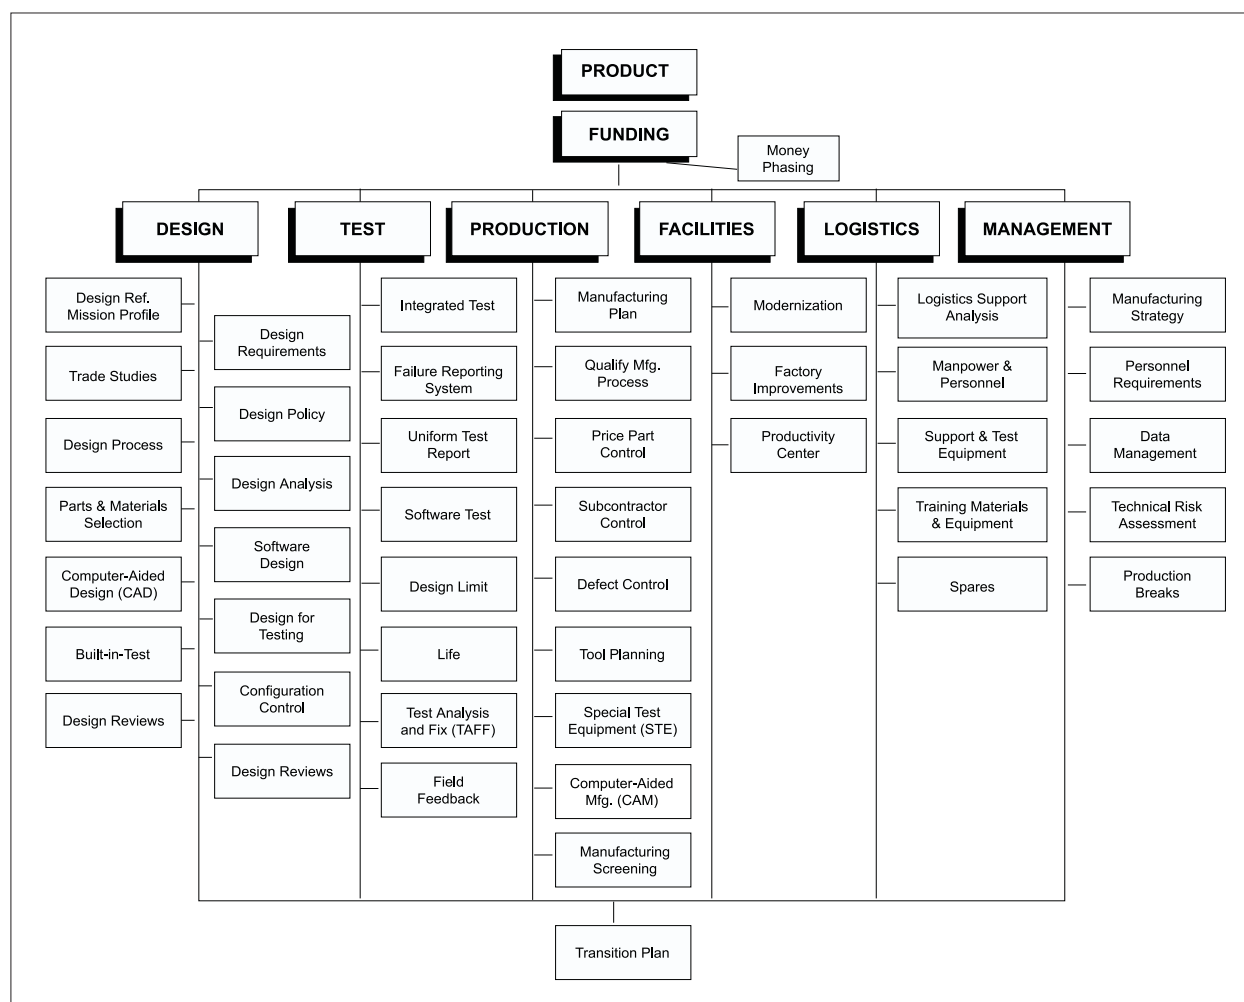 PRODUCT
FUNDING
Money
Phasing
DESIGN
TEST
PRODUCTION
FACILITIES
LOGISTICS
MANAGEMENT
Design Ref.
Mission Profile
Trade Studies
Design Process
Parts & Materials
Selection
Computer-Aided
Design (CAD)
Built-in-Test
Design Reviews
Design
Requirements
Design Policy
Design Analysis
Software
Design
Design for
Testing
Configuration
Control
Design Reviews
Integrated Test
Failure Reporting
System
Uniform Test
Report
Software Test
Design Limit
Life
Test Analysis
and Fix (TAFF)
Field
Feedback
Manufacturing
Plan
Qualify Mfg.
Process
Price Part
Control
Subcontractor
Control
Defect Control
Tool Planning
Special Test
Equipment (STE)
Computer-Aided
Mfg. (CAM)
Manufacturing
Screening
Modernization
Factory
Improvements
Productivity
Center
Logistics Support
Analysis
Manpower &
Personnel
Support & Test
Equipment
Training Materials
& Equipment
Spares
Manufacturing
Strategy
Personnel
Requirements
Data
Management
Technical Risk
Assessment
Production
Breaks
Transition Plan